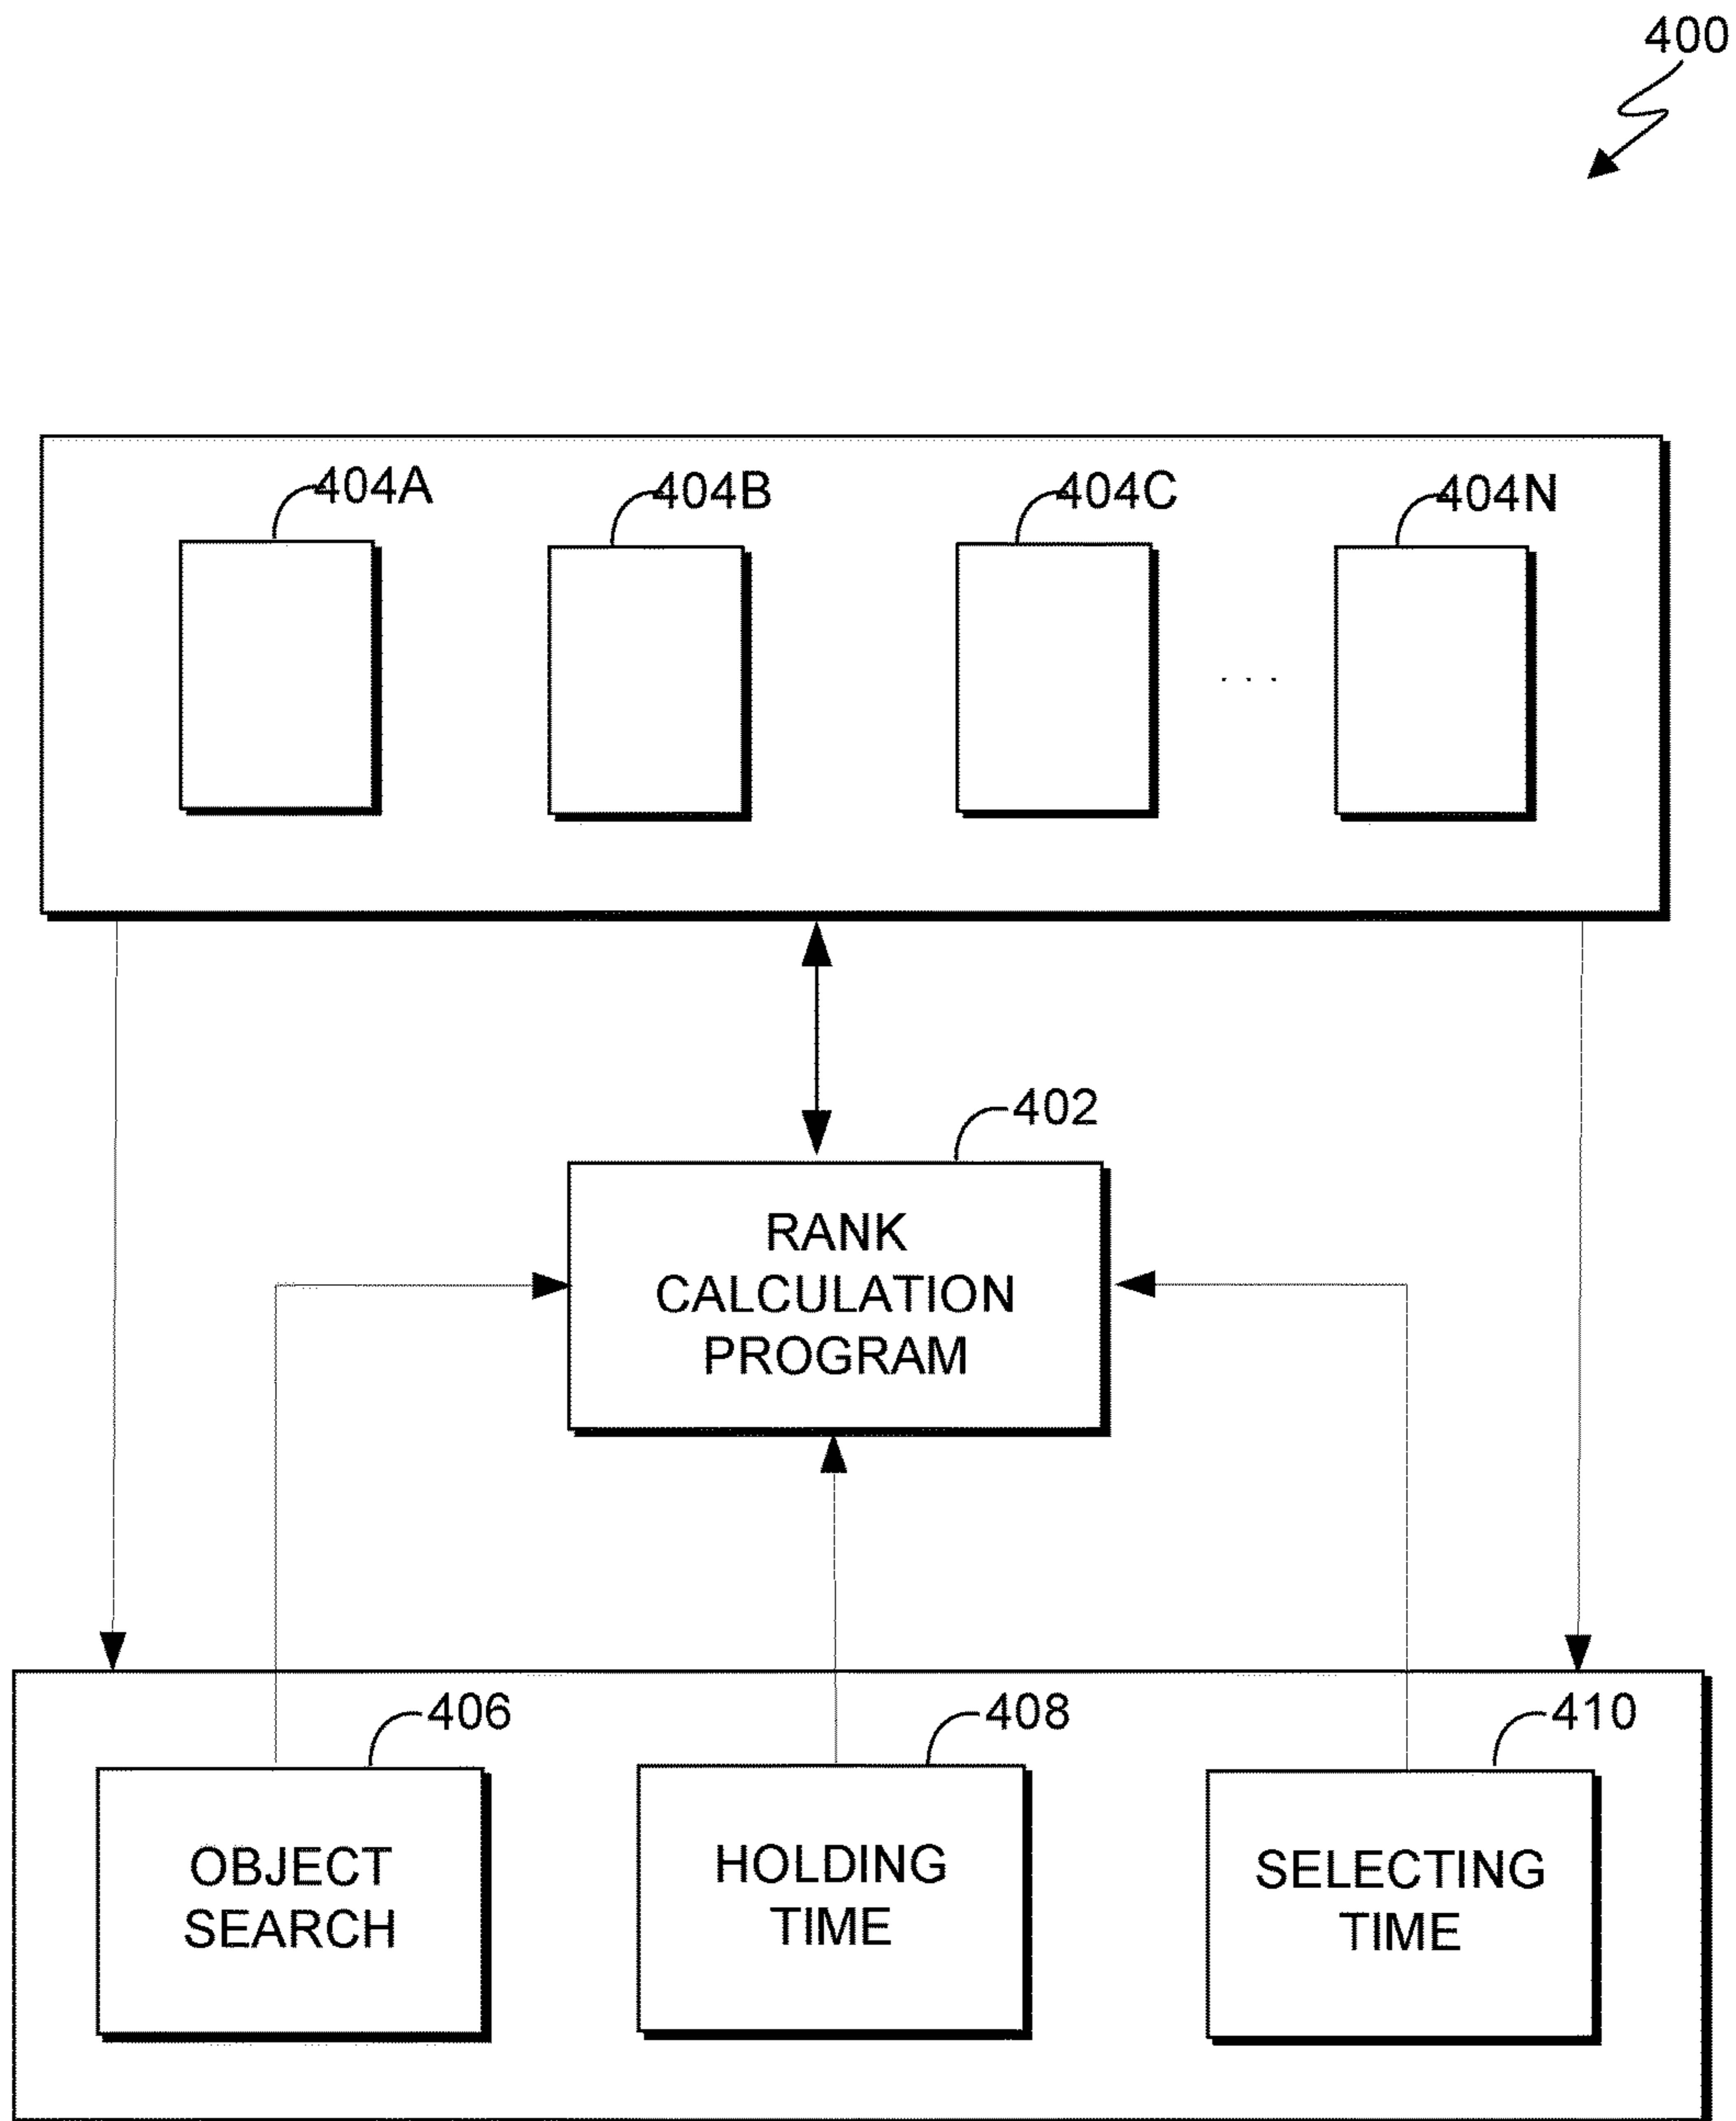 400
404A
404B
404C
404N
. . .
402
RANK
CALCULATION
PROGRAM
406
408
410
OBJECT
SEARCH
HOLDING
TIME
SELECTING
TIME